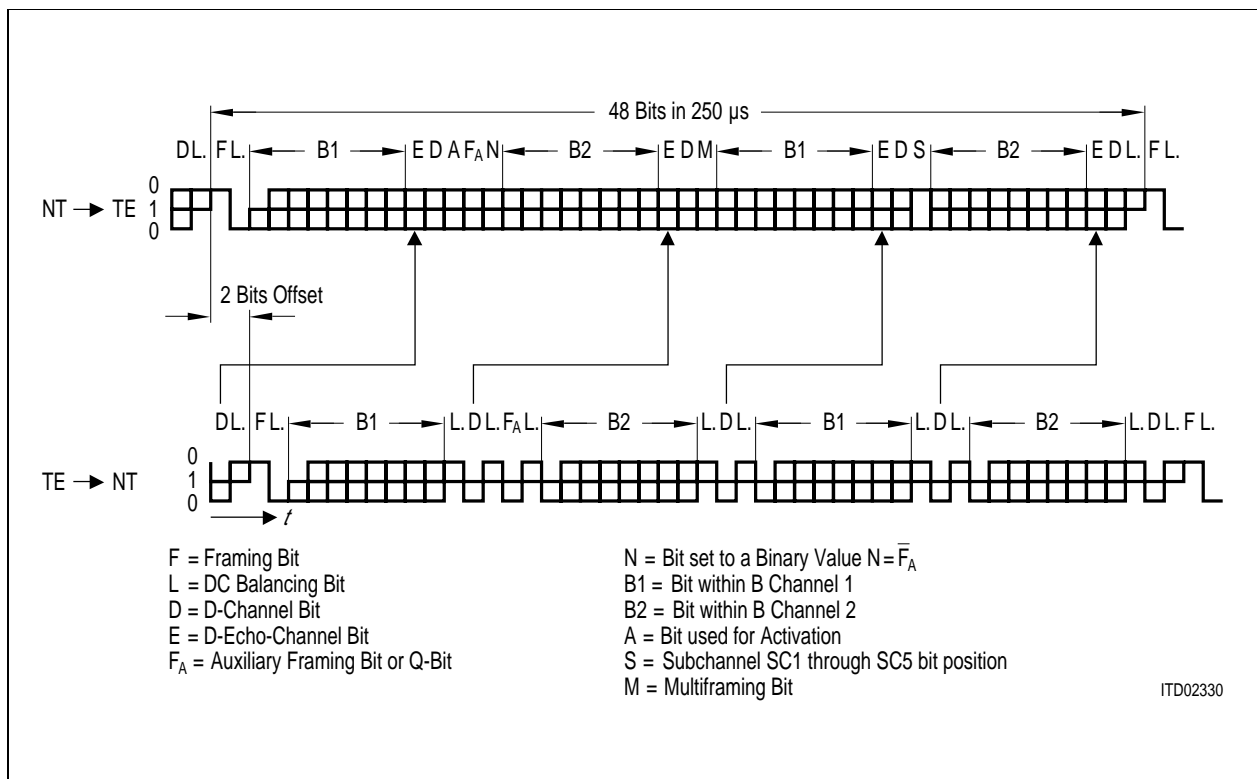 48 Bits in 250 µs
D L. F L. B1 E D A F_A N B2 E D M B1 E D S B2 E D L. F L.
0
NT → TE 1
0
2 Bits Offset
D L. F L. B1 L. D L. F_A L. B2 L. D L. B1 L. D L. B2 L. D L. F L.
0
TE → NT 1
0
t
F = Framing Bit
L = DC Balancing Bit
D = D-Channel Bit
E = D-Echo-Channel Bit
F_A = Auxiliary Framing Bit or Q-Bit
N = Bit set to a Binary Value N = F̅_A
B1 = Bit within B Channel 1
B2 = Bit within B Channel 2
A = Bit used for Activation
S = Subchannel SC1 through SC5 bit position
M = Multiframing Bit
ITD02330